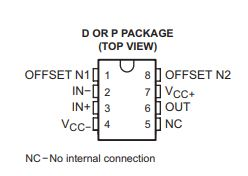 D OR P PACKAGE
(TOP VIEW)
OFFSET N1 1 8 OFFSET N2
IN− 2 7 VCC+
IN+ 3 6 OUT
VCC− 4 5 NC
NC−No internal connection